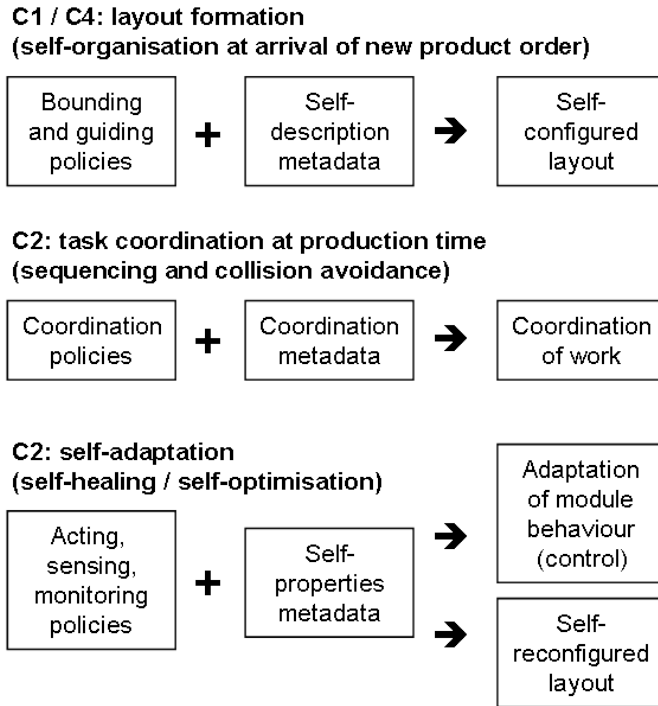 C1 / C4: layout formation
(self-organisation at arrival of new product order)
Bounding
and guiding
policies
+
Self-
description
metadata
➔
Self-
configured
layout
C2: task coordination at production time
(sequencing and collision avoidance)
Coordination
policies
+
Coordination
metadata
➔
Coordination
of work
C2: self-adaptation
(self-healing / self-optimisation)
Acting,
sensing,
monitoring
policies
+
Self-
properties
metadata
➔
Adaptation
of module
behaviour
(control)
➔
Self-
reconfigured
layout